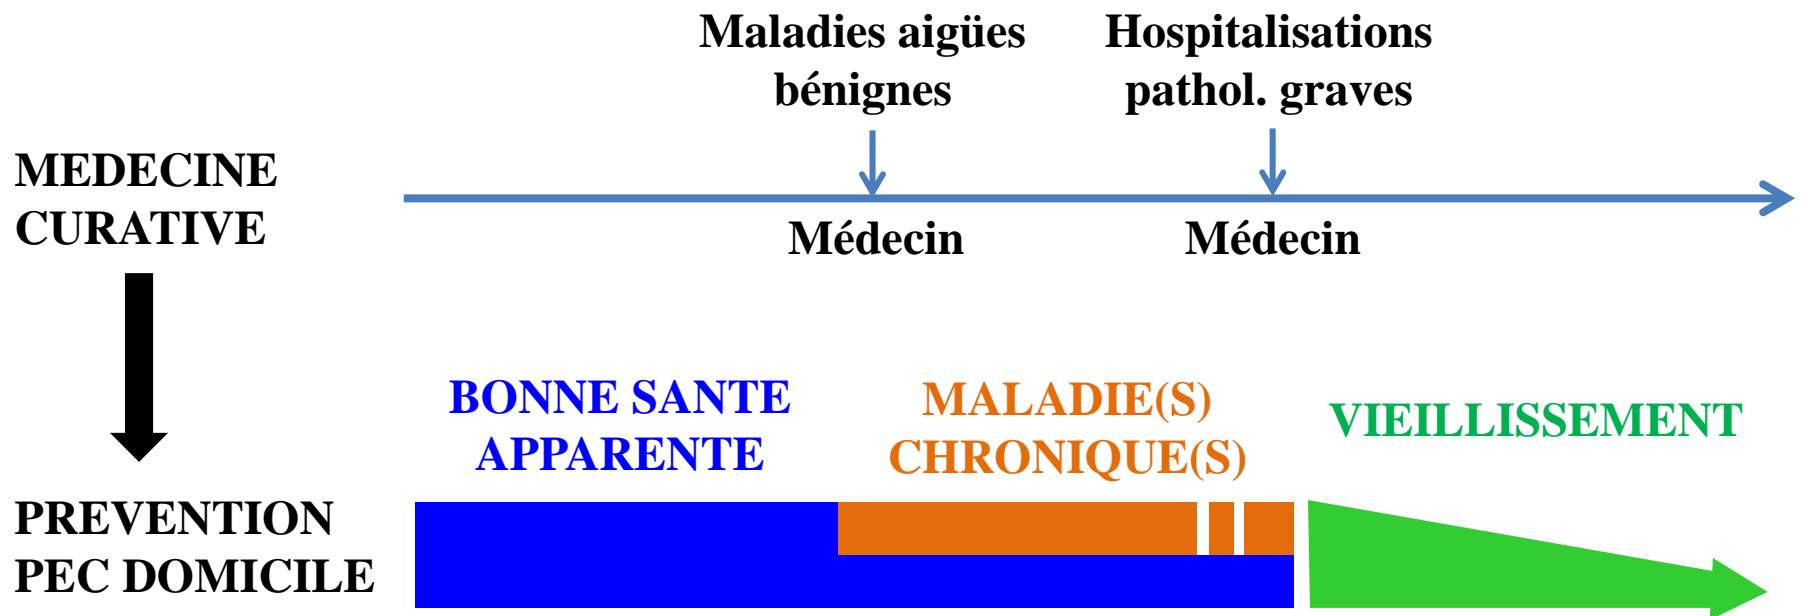 Maladies aigües
bénignes
Hospitalisations
pathol. graves
MEDECINE
CURATIVE
Médecin
Médecin
BONNE SANTE
APPARENTE
MALADIE(S)
CHRONIQUE(S)
VIEILLISSEMENT
PREVENTION
PEC DOMICILE